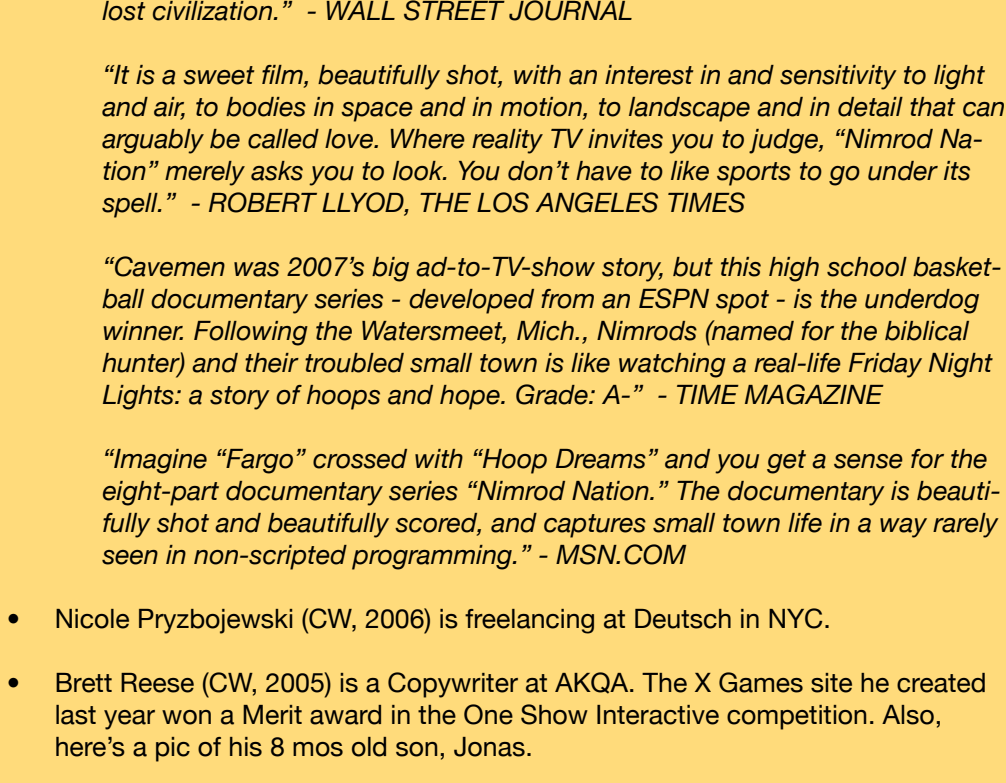 lost civilization.” - WALL STREET JOURNAL
“It is a sweet film, beautifully shot, with an interest in and sensitivity to light
and air, to bodies in space and in motion, to landscape and in detail that can
arguably be called love. Where reality TV invites you to judge, “Nimrod Na-
tion” merely asks you to look. You don’t have to like sports to go under its
spell.” - ROBERT LLYOD, THE LOS ANGELES TIMES
“Cavemen was 2007’s big ad-to-TV-show story, but this high school basket-
ball documentary series - developed from an ESPN spot - is the underdog
winner. Following the Watersmeet, Mich., Nimrods (named for the biblical
hunter) and their troubled small town is like watching a real-life Friday Night
Lights: a story of hoops and hope. Grade: A-” - TIME MAGAZINE
“Imagine “Fargo” crossed with “Hoop Dreams” and you get a sense for the
eight-part documentary series “Nimrod Nation.” The documentary is beauti-
fully shot and beautifully scored, and captures small town life in a way rarely
seen in non-scripted programming.” - MSN.COM
• Nicole Pryzbojewski (CW, 2006) is freelancing at Deutsch in NYC.
• Brett Reese (CW, 2005) is a Copywriter at AKQA. The X Games site he created
last year won a Merit award in the One Show Interactive competition. Also,
here’s a pic of his 8 mos old son, Jonas.